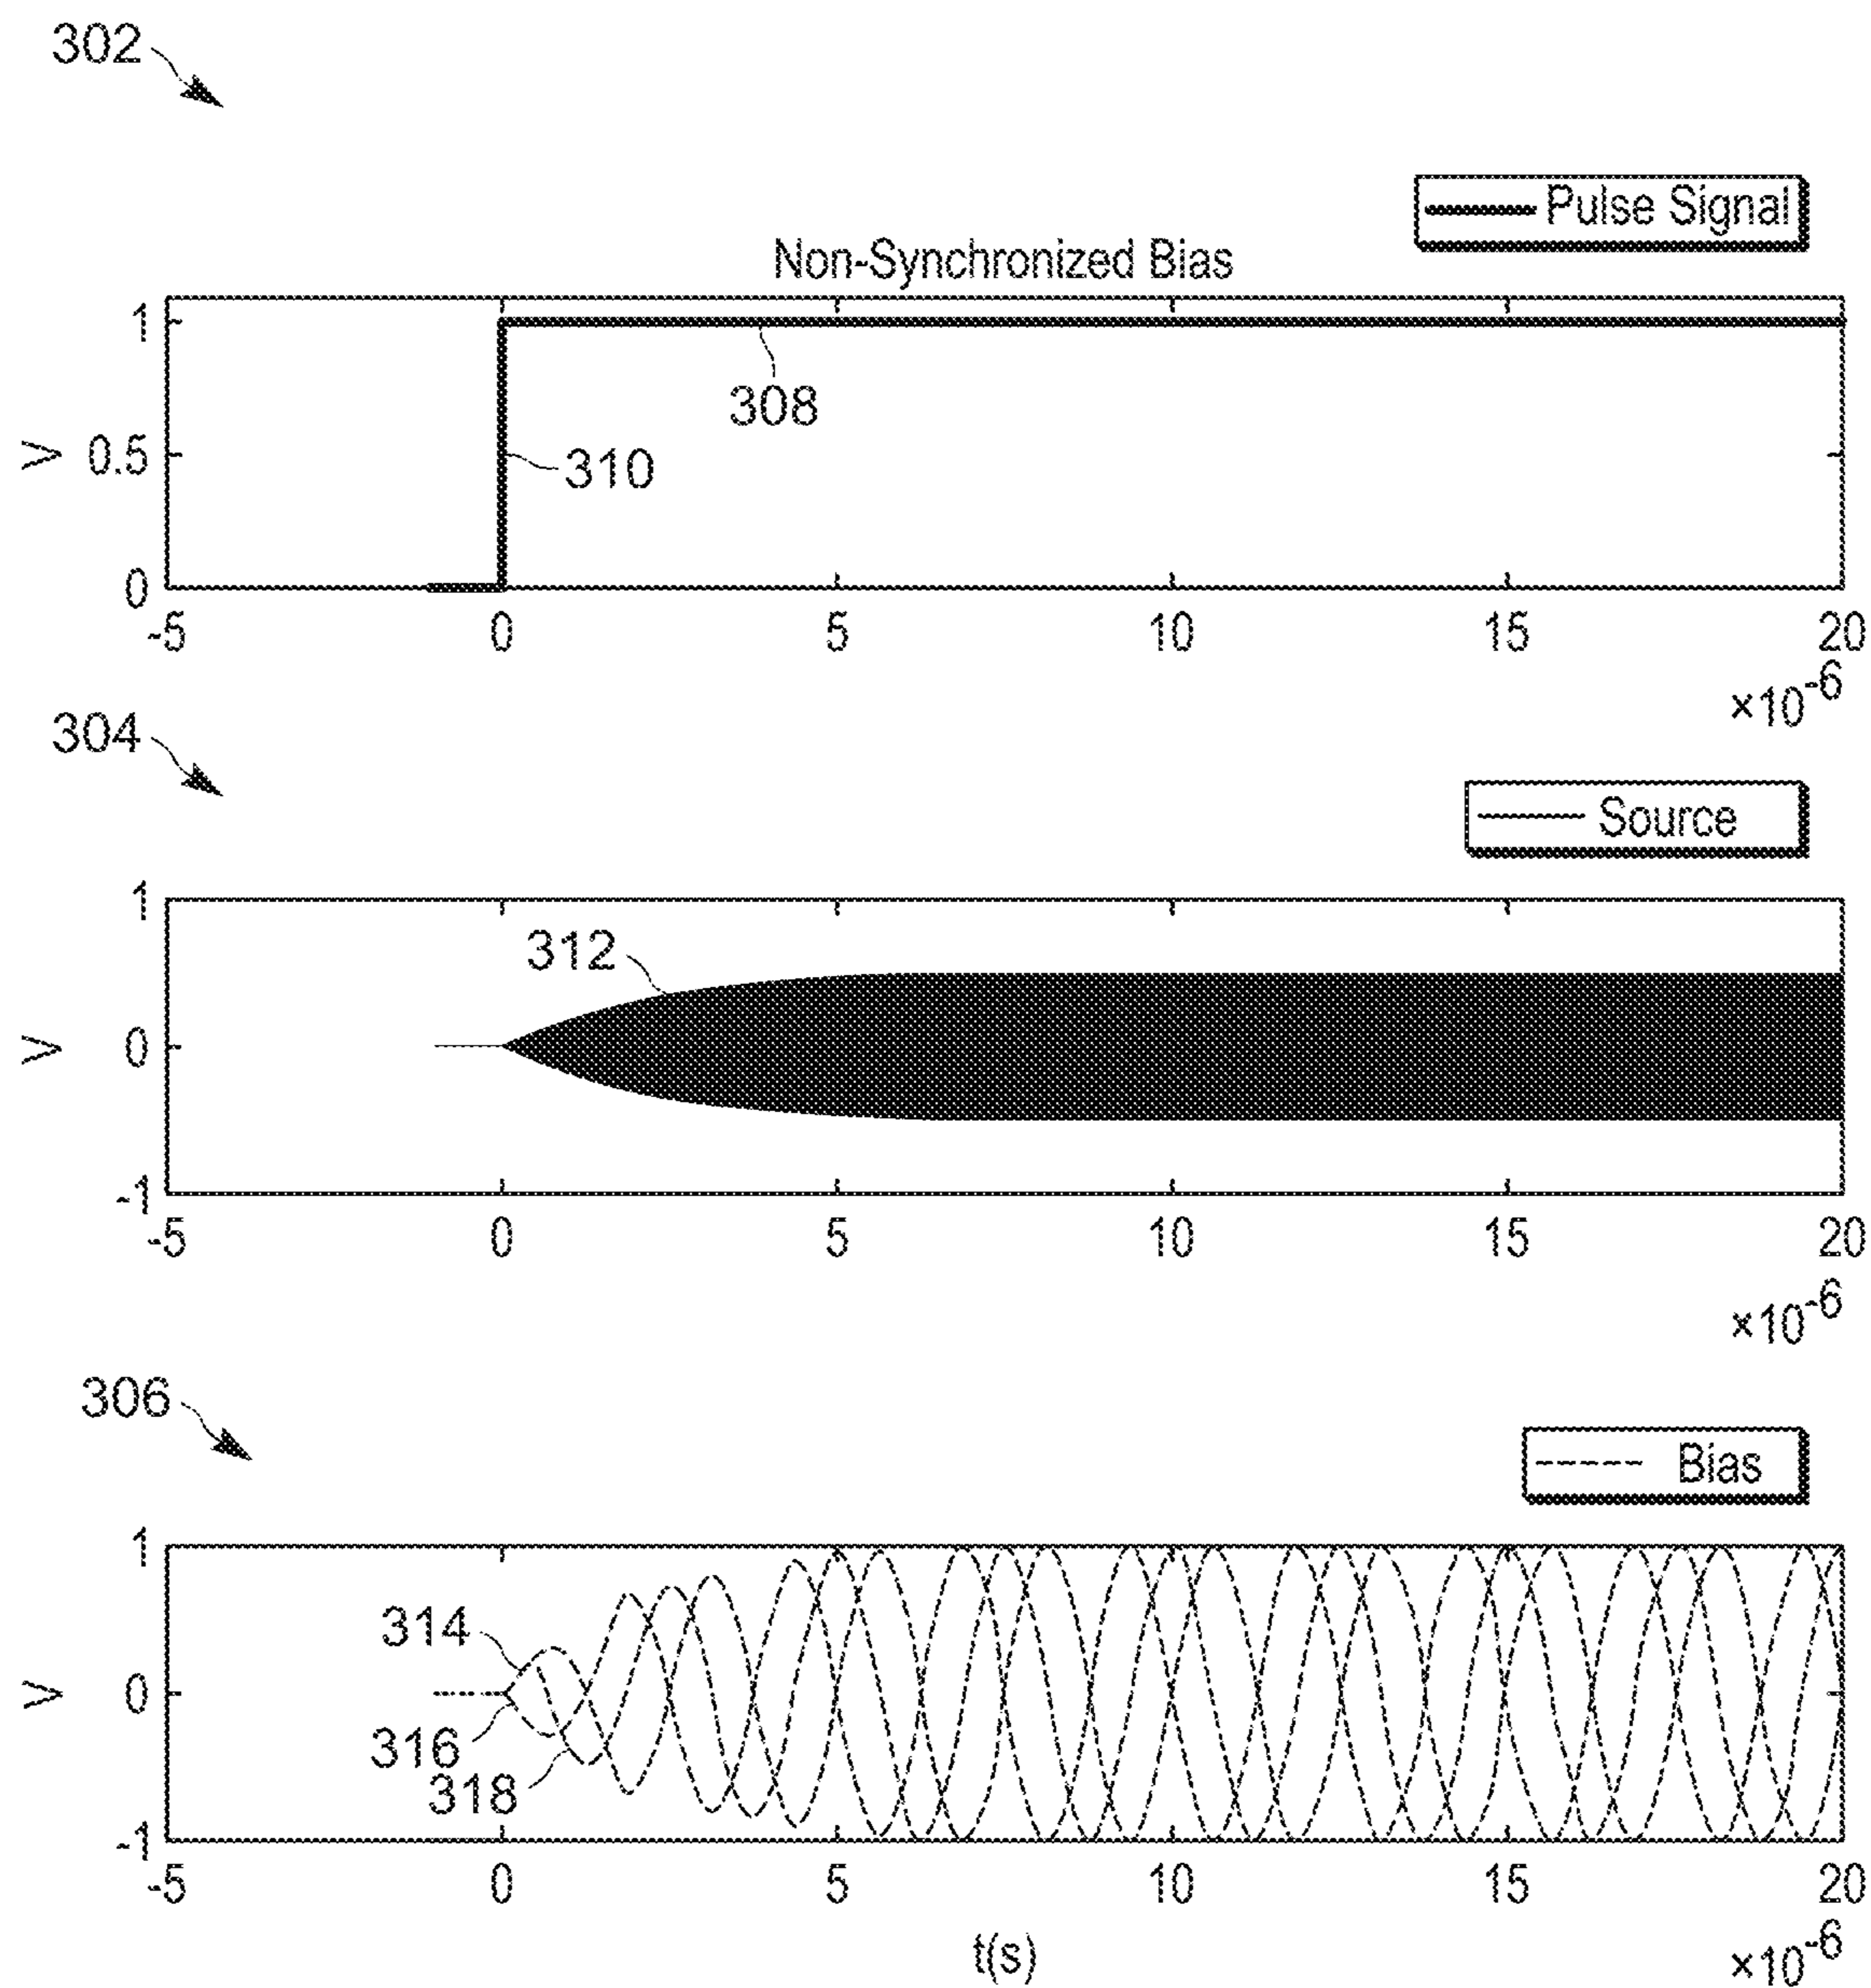 302
Pulse Signal
Non-Synchronized Bias
1
308
V 0.5
310
0
-5 0 5 10 15 20
×10-6
304
Source
1
312
V 0
-1
-5 0 5 10 15 20
×10-6
306
Bias
1
314
V 0
316
318
-1
-5 0 5 10 15 20
t(s)
×10-6